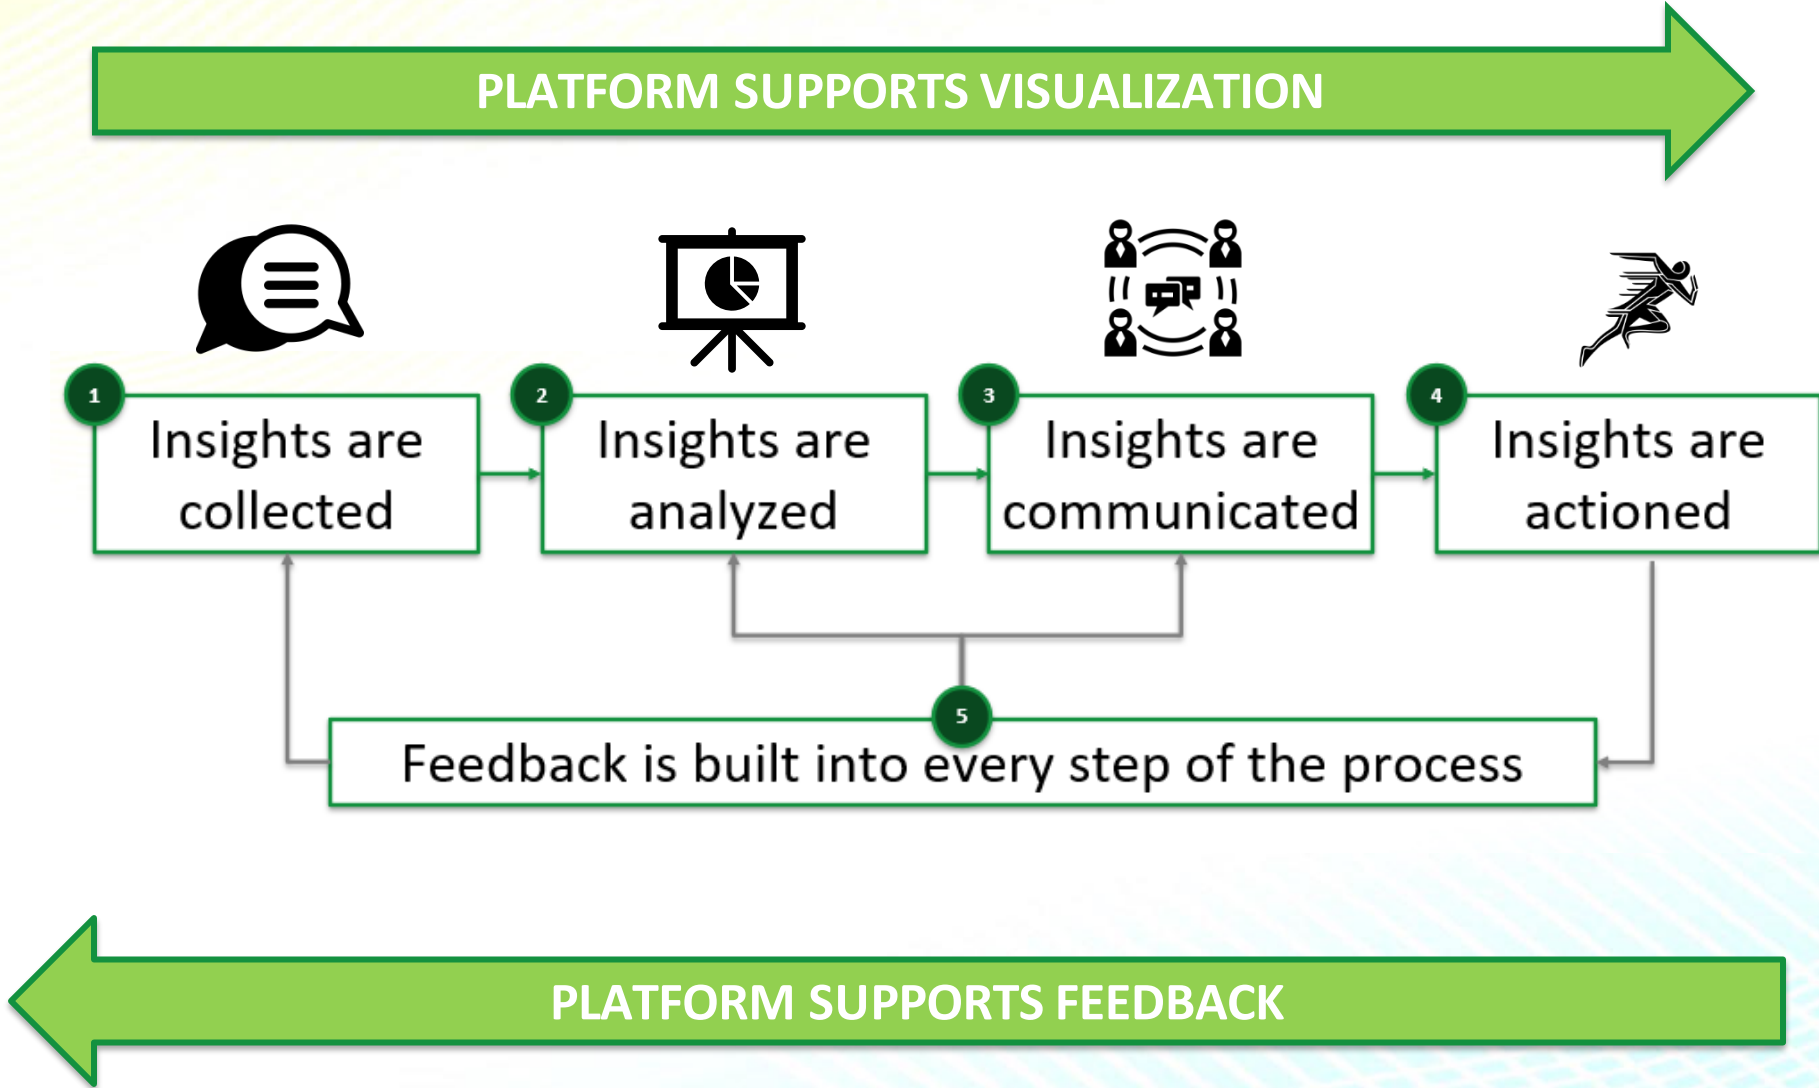 PLATFORM SUPPORTS VISUALIZATION
1
Insights are
collected
2
Insights are
analyzed
3
Insights are
communicated
4
Insights are
actioned
5
Feedback is built into every step of the process
PLATFORM SUPPORTS FEEDBACK